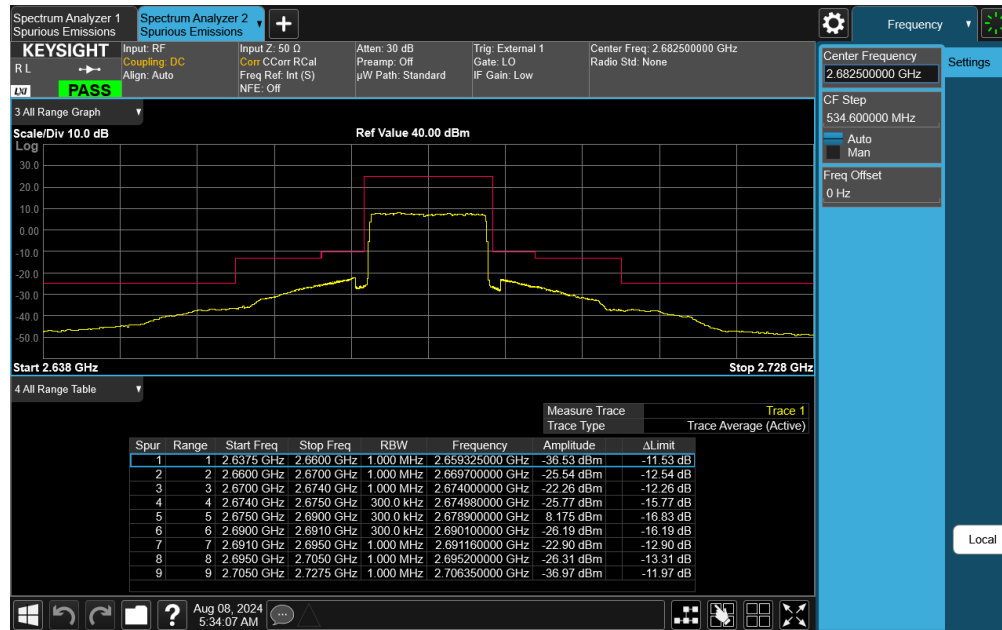 Spectrum Analyzer 1
Spurious Emissions
Spectrum Analyzer 2
Spurious Emissions
Frequency
KEYSIGHT
R L
LXI
PASS
Input: RF
Coupling: DC
Align: Auto
Input Z: 50 Ω
Corr CCorr RCal
Freq Ref: Int (S)
NFE: Off
Atten: 30 dB
Preamp: Off
µW Path: Standard
Trig: External 1
Gate: LO
IF Gain: Low
Center Freq: 2.682500000 GHz
Radio Std: None
Center Frequency
2.682500000 GHz
Settings
CF Step
534.600000 MHz
Auto
Man
Freq Offset
0 Hz
3 All Range Graph
Scale/Div 10.0 dB
Ref Value 40.00 dBm
Log
30.0
20.0
10.0
0.00
-10.0
-20.0
-30.0
-40.0
-50.0
Start 2.638 GHz
Stop 2.728 GHz
4 All Range Table
Measure Trace Trace 1
Trace Type Trace Average (Active)
Spur Range Start Freq Stop Freq RBW Frequency Amplitude ΔLimit
1 1 2.6375 GHz 2.6600 GHz 1.000 MHz 2.659325000 GHz -36.53 dBm -11.53 dB
2 2 2.6600 GHz 2.6700 GHz 1.000 MHz 2.669700000 GHz -25.54 dBm -12.54 dB
3 3 2.6700 GHz 2.6740 GHz 1.000 MHz 2.674000000 GHz -22.26 dBm -12.26 dB
4 4 2.6740 GHz 2.6750 GHz 300.0 kHz 2.674980000 GHz -25.77 dBm -15.77 dB
5 5 2.6750 GHz 2.6900 GHz 300.0 kHz 2.678900000 GHz 8.175 dBm -16.83 dB
6 6 2.6900 GHz 2.6910 GHz 300.0 kHz 2.690100000 GHz -26.19 dBm -16.19 dB
7 7 2.6910 GHz 2.6950 GHz 1.000 MHz 2.691160000 GHz -22.90 dBm -12.90 dB
8 8 2.6950 GHz 2.7050 GHz 1.000 MHz 2.695200000 GHz -26.31 dBm -13.31 dB
9 9 2.7050 GHz 2.7275 GHz 1.000 MHz 2.706350000 GHz -36.97 dBm -11.97 dB
Local
Aug 08, 2024
5:34:07 AM